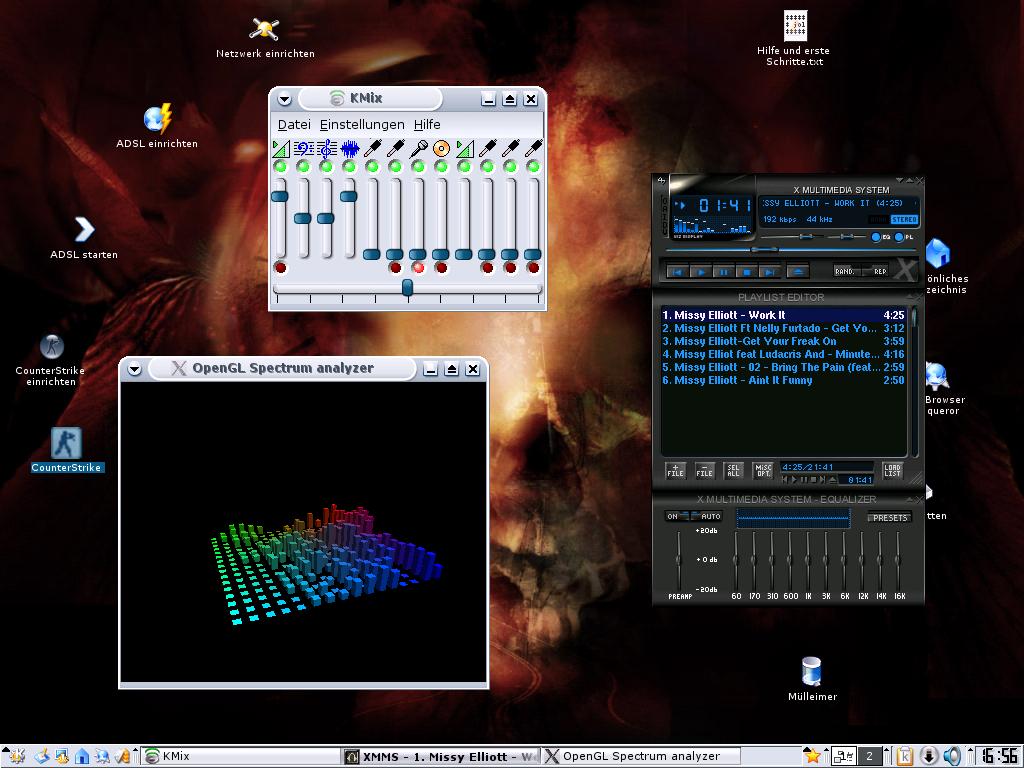 Netzwerk einrichten
Hilfe und erste
Schritte.txt
ADSL einrichten
ADSL starten
CounterStrike
einrichten
CounterStrike
KMix
Datei Einstellungen Hilfe
OpenGL Spectrum analyzer
X MULTIMEDIA SYSTEM
01:41
SSY ELLIOTT - WORK IT (4:25)
192 kbps 44 kHz
STEREO
EQ PL
RAND. REP
PLAYLIST EDITOR
1. Missy Elliott - Work It 4:25
2. Missy Elliott Ft Nelly Furtado - Get Yo... 3:12
3. Missy Elliott-Get Your Freak On 3:59
4. Missy Elliot feat Ludacris And - Minute... 4:16
5. Missy Elliott - 02 - Bring The Pain (feat... 2:59
6. Missy Elliott - Aint It Funny 2:50
+ FILE
- FILE
SEL ALL
MISC OPT.
4:25/21:41
01:41
LOAD LIST
X MULTIMEDIA SYSTEM - EQUALIZER
ON AUTO
PRESETS
+20db
+ 0 db
-20db
PREAMP 60 170 310 600 1K 3K 6K 12K 14K 16K
önliches
zeichnis
Browser
queror
tten
Mülleimer
KMix
XMMS - 1. Missy Elliott - W
OpenGL Spectrum analyzer
2
16:56